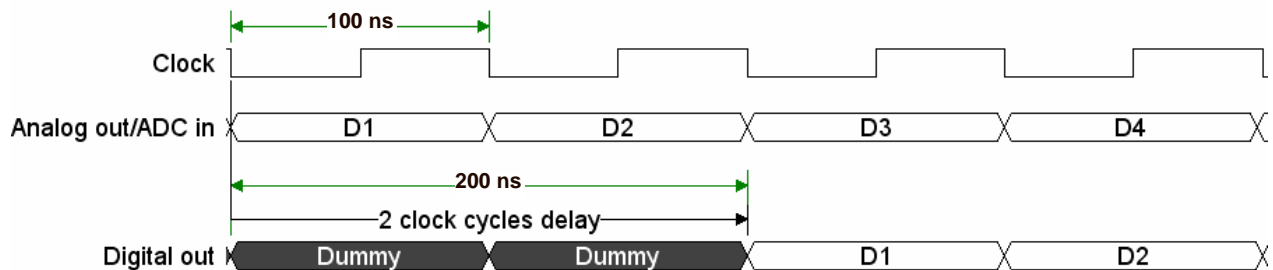 100 ns
Clock
Analog out/ADC in D1 D2 D3 D4
200 ns
2 clock cycles delay
Digital out Dummy Dummy D1 D2